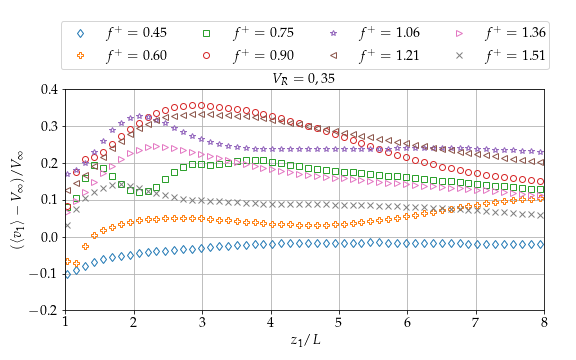 f⁺ = 0.45 f⁺ = 0.75 f⁺ = 1.06 f⁺ = 1.36
f⁺ = 0.60 f⁺ = 0.90 f⁺ = 1.21 f⁺ = 1.51
V_R = 0,35
0.4
0.3
0.2
0.1
0.0
−0.1
−0.2
(⟨v₁⟩ − V∞)/V∞
1 2 3 4 5 6 7 8
z₁/L